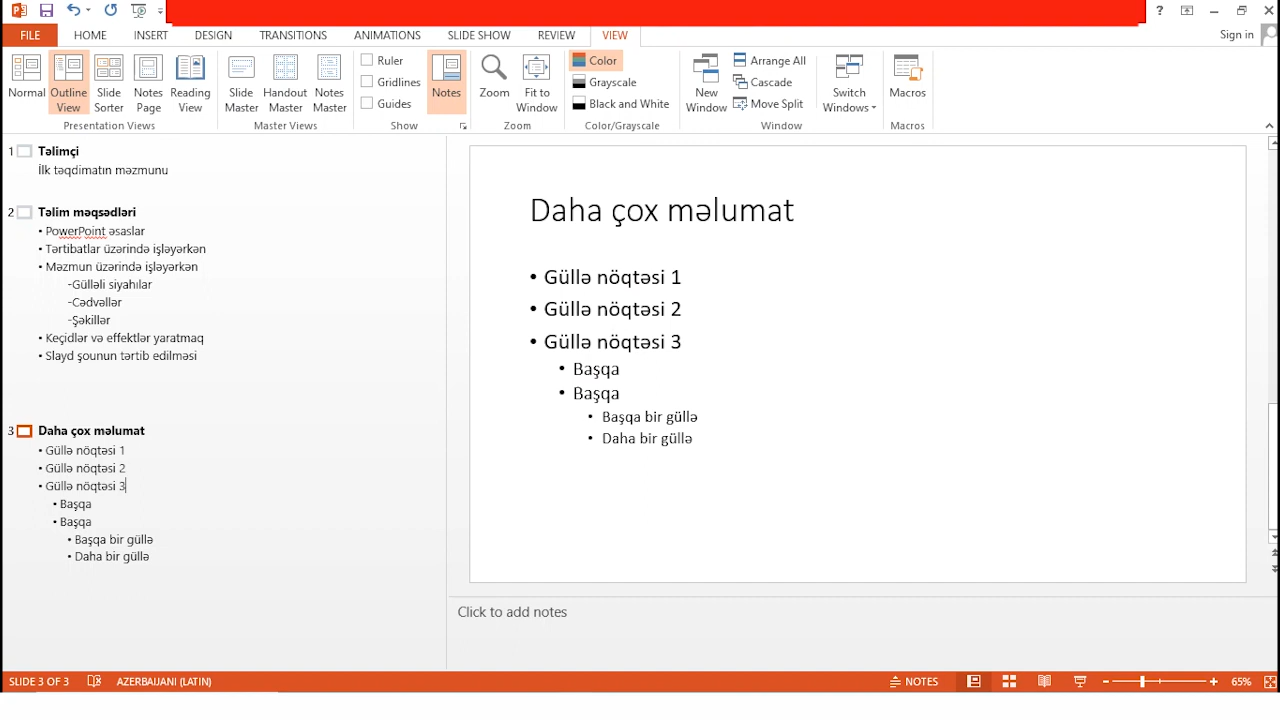 FILE HOME INSERT DESIGN TRANSITIONS ANIMATIONS SLIDE SHOW REVIEW VIEW Sign in
Normal Outline View Slide Sorter Notes Page Reading View
Presentation Views
Slide Master Handout Master Notes Master
Master Views
Ruler
Gridlines
Guides
Show
Notes
Zoom Fit to Window
Zoom
Color
Grayscale
Black and White
Color/Grayscale
New Window
Arrange All
Cascade
Move Split
Switch Windows
Window
Macros
Macros
1 Təlimçi
İlk təqdimatın məzmunu
2 Təlim məqsədləri
• PowerPoint əsaslar
• Tərtibatlar üzərində işləyərkən
• Məzmun üzərində işləyərkən
-Gülləli siyahılar
-Cədvəllər
-Şəkillər
• Keçidlər və effektlər yaratmaq
• Slayd şounun tərtib edilməsi
3 Daha çox məlumat
• Güllə nöqtəsi 1
• Güllə nöqtəsi 2
• Güllə nöqtəsi 3
• Başqa
• Başqa
• Başqa bir güllə
• Daha bir güllə
Daha çox məlumat
• Güllə nöqtəsi 1
• Güllə nöqtəsi 2
• Güllə nöqtəsi 3
• Başqa
• Başqa
• Başqa bir güllə
• Daha bir güllə
Click to add notes
SLIDE 3 OF 3 AZERBAIJANI (LATIN) NOTES 65%